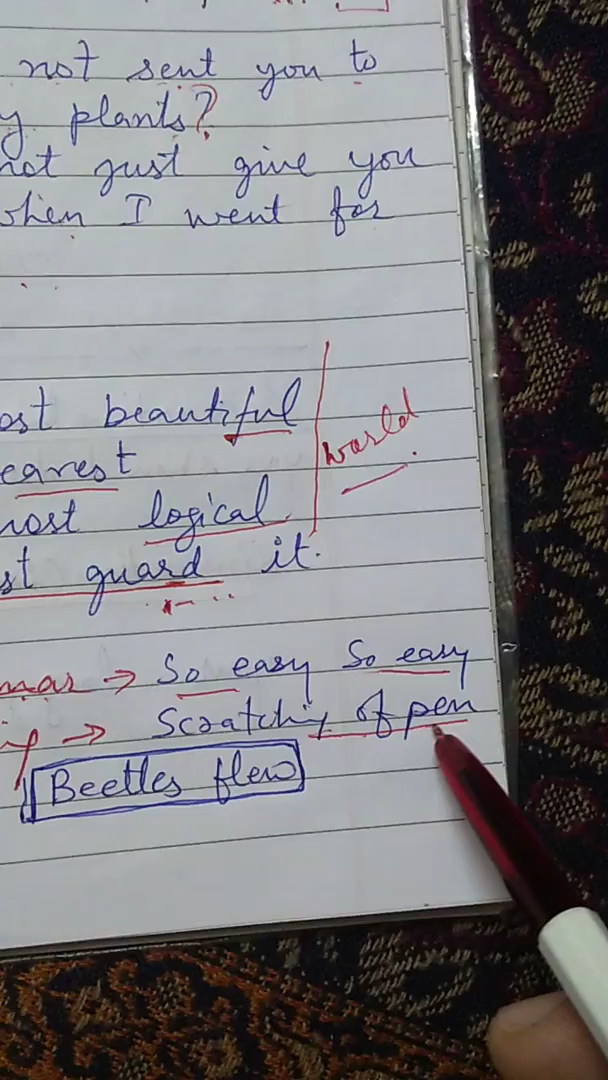 not sent you to
y plants?
not just give you
when I went for
ost beautiful
earest
world
most logical
st guard it.
mar → So easy So easy
→ Scratching of pen
Beetles flew